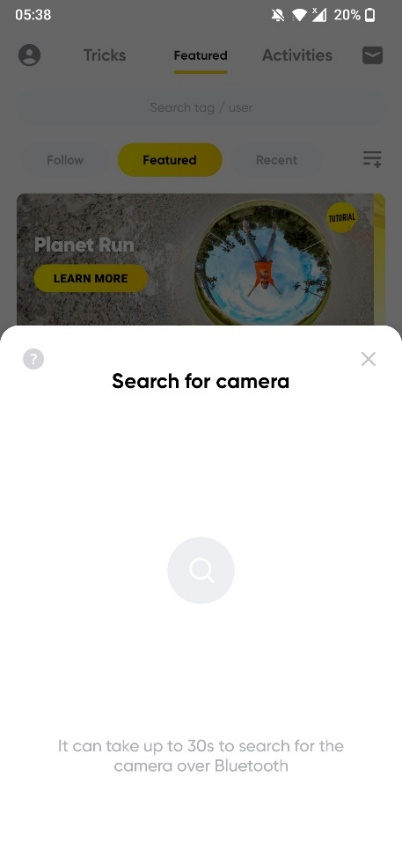 05:38
20%
Tricks
Featured
Activities
Search tag / user
Follow
Featured
Recent
Planet Run
TUTORIAL
LEARN MORE
?
Search for camera
It can take up to 30s to search for the
camera over Bluetooth